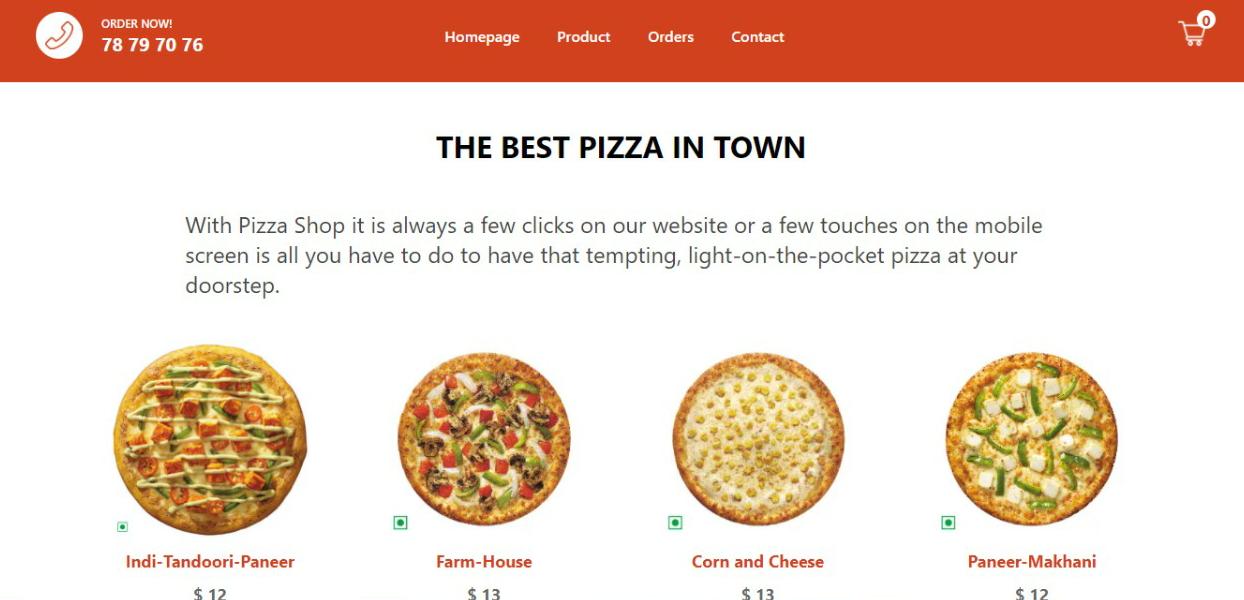 ORDER NOW!
78 79 70 76
Homepage Product Orders Contact
0
THE BEST PIZZA IN TOWN
With Pizza Shop it is always a few clicks on our website or a few touches on the mobile
screen is all you have to do to have that tempting, light-on-the-pocket pizza at your
doorstep.
Indi-Tandoori-Paneer Farm-House Corn and Cheese Paneer-Makhani
$ 12 $ 13 $ 13 $ 12